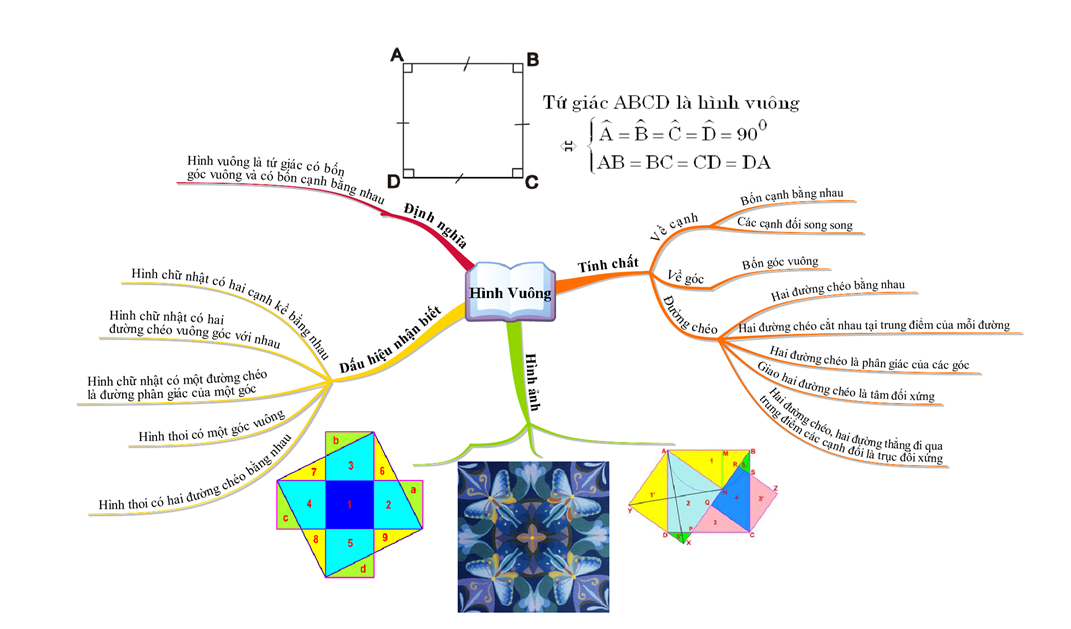 A
B
D
C
Tứ giác ABCD là hình vuông
⇔ { Â = B̂ = Ĉ = D̂ = 90⁰
AB = BC = CD = DA
Hình vuông là tứ giác có bốn
góc vuông và có bốn cạnh bằng nhau
Định nghĩa
Hình Vuông
Tính chất
Về cạnh
Bốn cạnh bằng nhau
Các cạnh đối song song
Về góc
Bốn góc vuông
Đường chéo
Hai đường chéo bằng nhau
Hai đường chéo cắt nhau tại trung điểm của mỗi đường
Hai đường chéo là phân giác của các góc
Giao hai đường chéo là tâm đối xứng
Hai đường chéo, hai đường thẳng đi qua
trung điểm các cạnh đối là trục đối xứng
Dấu hiệu nhận biết
Hình chữ nhật có hai cạnh kề bằng nhau
Hình chữ nhật có hai
đường chéo vuông góc với nhau
Hình chữ nhật có một đường chéo
là đường phân giác của một góc
Hình thoi có một góc vuông
Hình thoi có hai đường chéo bằng nhau
Hình ảnh
b
7
3
6
a
4
1
2
c
8
5
9
d
A
M
B
1
R
S
N
Z
1'
2
Q
4
3'
Y
3
D
P
C
X